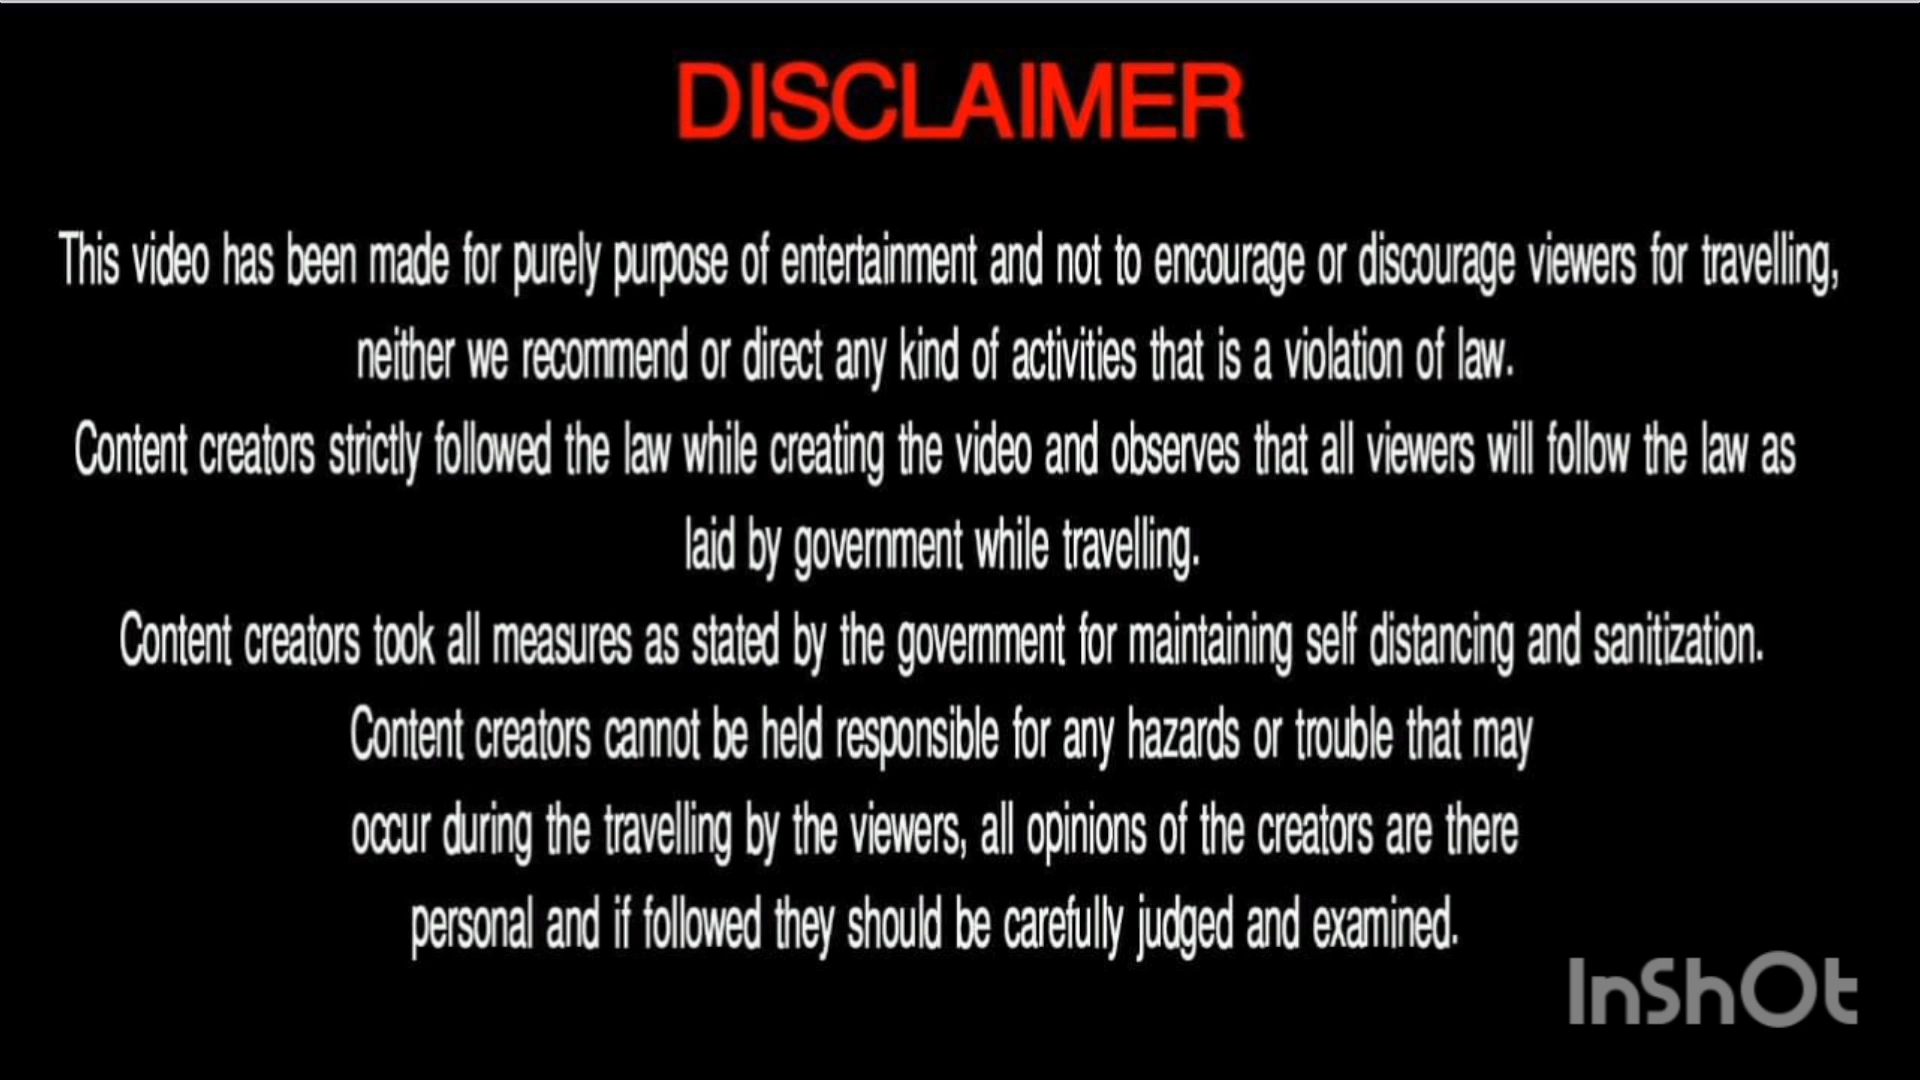 DISCLAIMER
This video has been made for purely purpose of entertainment and not to encourage or discourage viewers for travelling,
neither we recommend or direct any kind of activities that is a violation of law.
Content creators strictly followed the law while creating the video and observes that all viewers will follow the law as
laid by government while travelling.
Content creators took all measures as stated by the government for maintaining self distancing and sanitization.
Content creators cannot be held responsible for any hazards or trouble that may
occur during the travelling by the viewers, all opinions of the creators are there
personal and if followed they should be carefully judged and examined.
InShOt